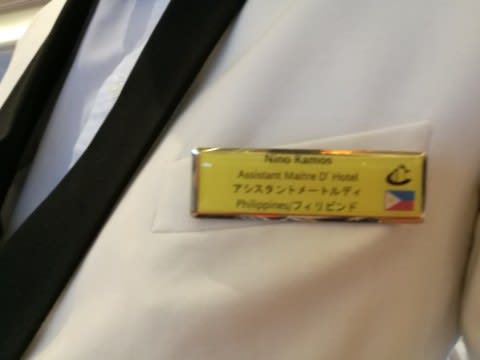 Nino Ramos
Assistant Maitre D' Hotel
アシスタントメートルディ
Philippines/フィリピンド